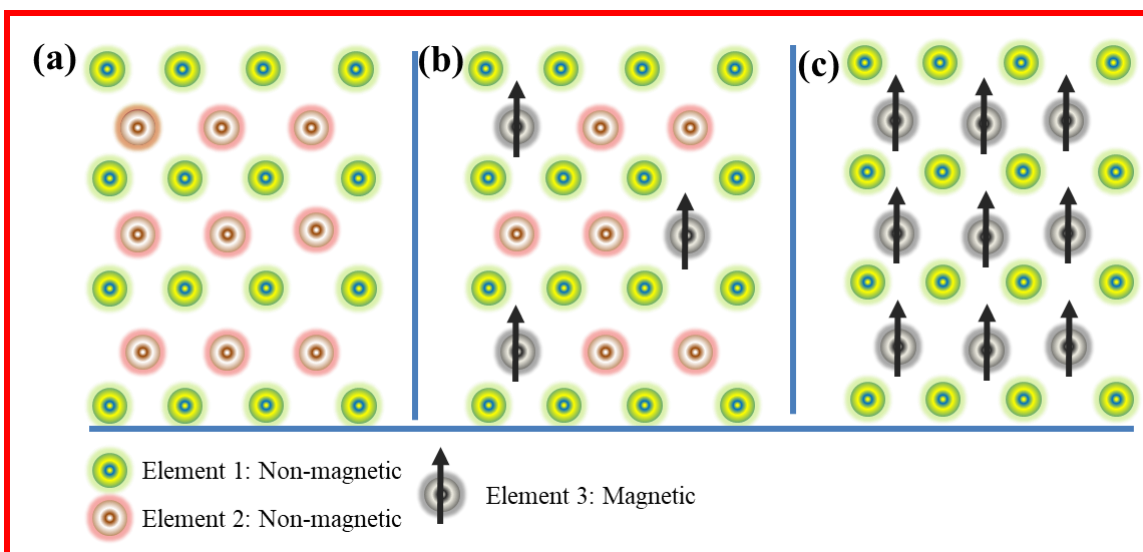 (a)
(b)
(c)
Element 1: Non-magnetic
Element 2: Non-magnetic
Element 3: Magnetic